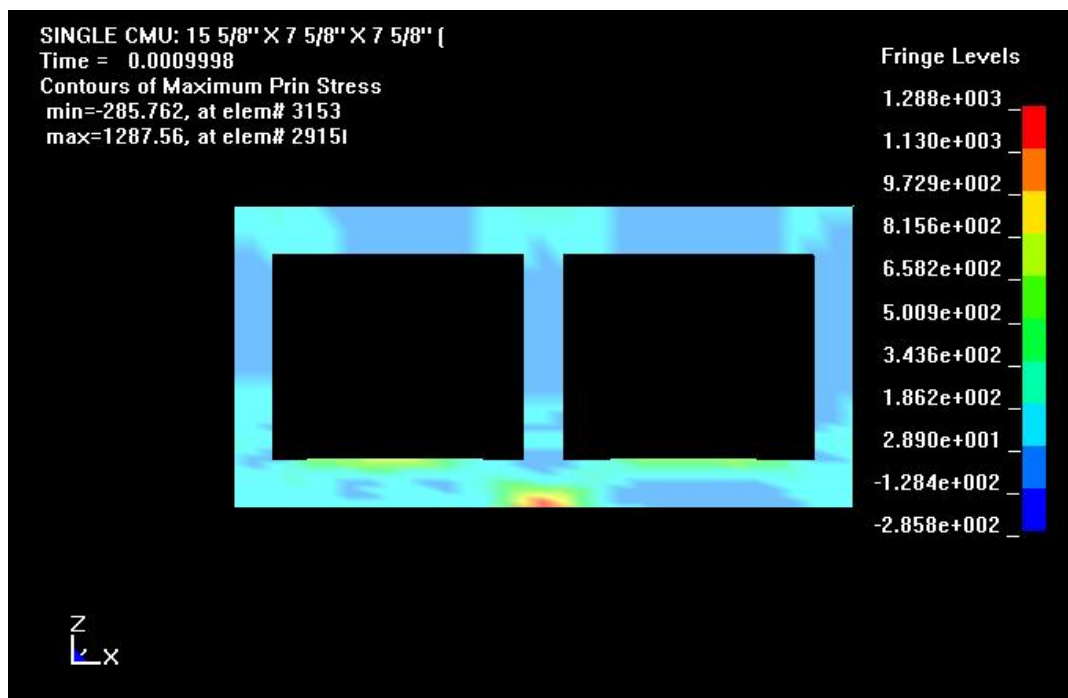 SINGLE CMU: 15 5/8" X 7 5/8" X 7 5/8" (
Time = 0.0009998
Contours of Maximum Prin Stress
min=-285.762, at elem# 3153
max=1287.56, at elem# 2915
Fringe Levels
1.288e+003
1.130e+003
9.729e+002
8.156e+002
6.582e+002
5.009e+002
3.436e+002
1.862e+002
2.890e+001
-1.284e+002
-2.858e+002
Z
X